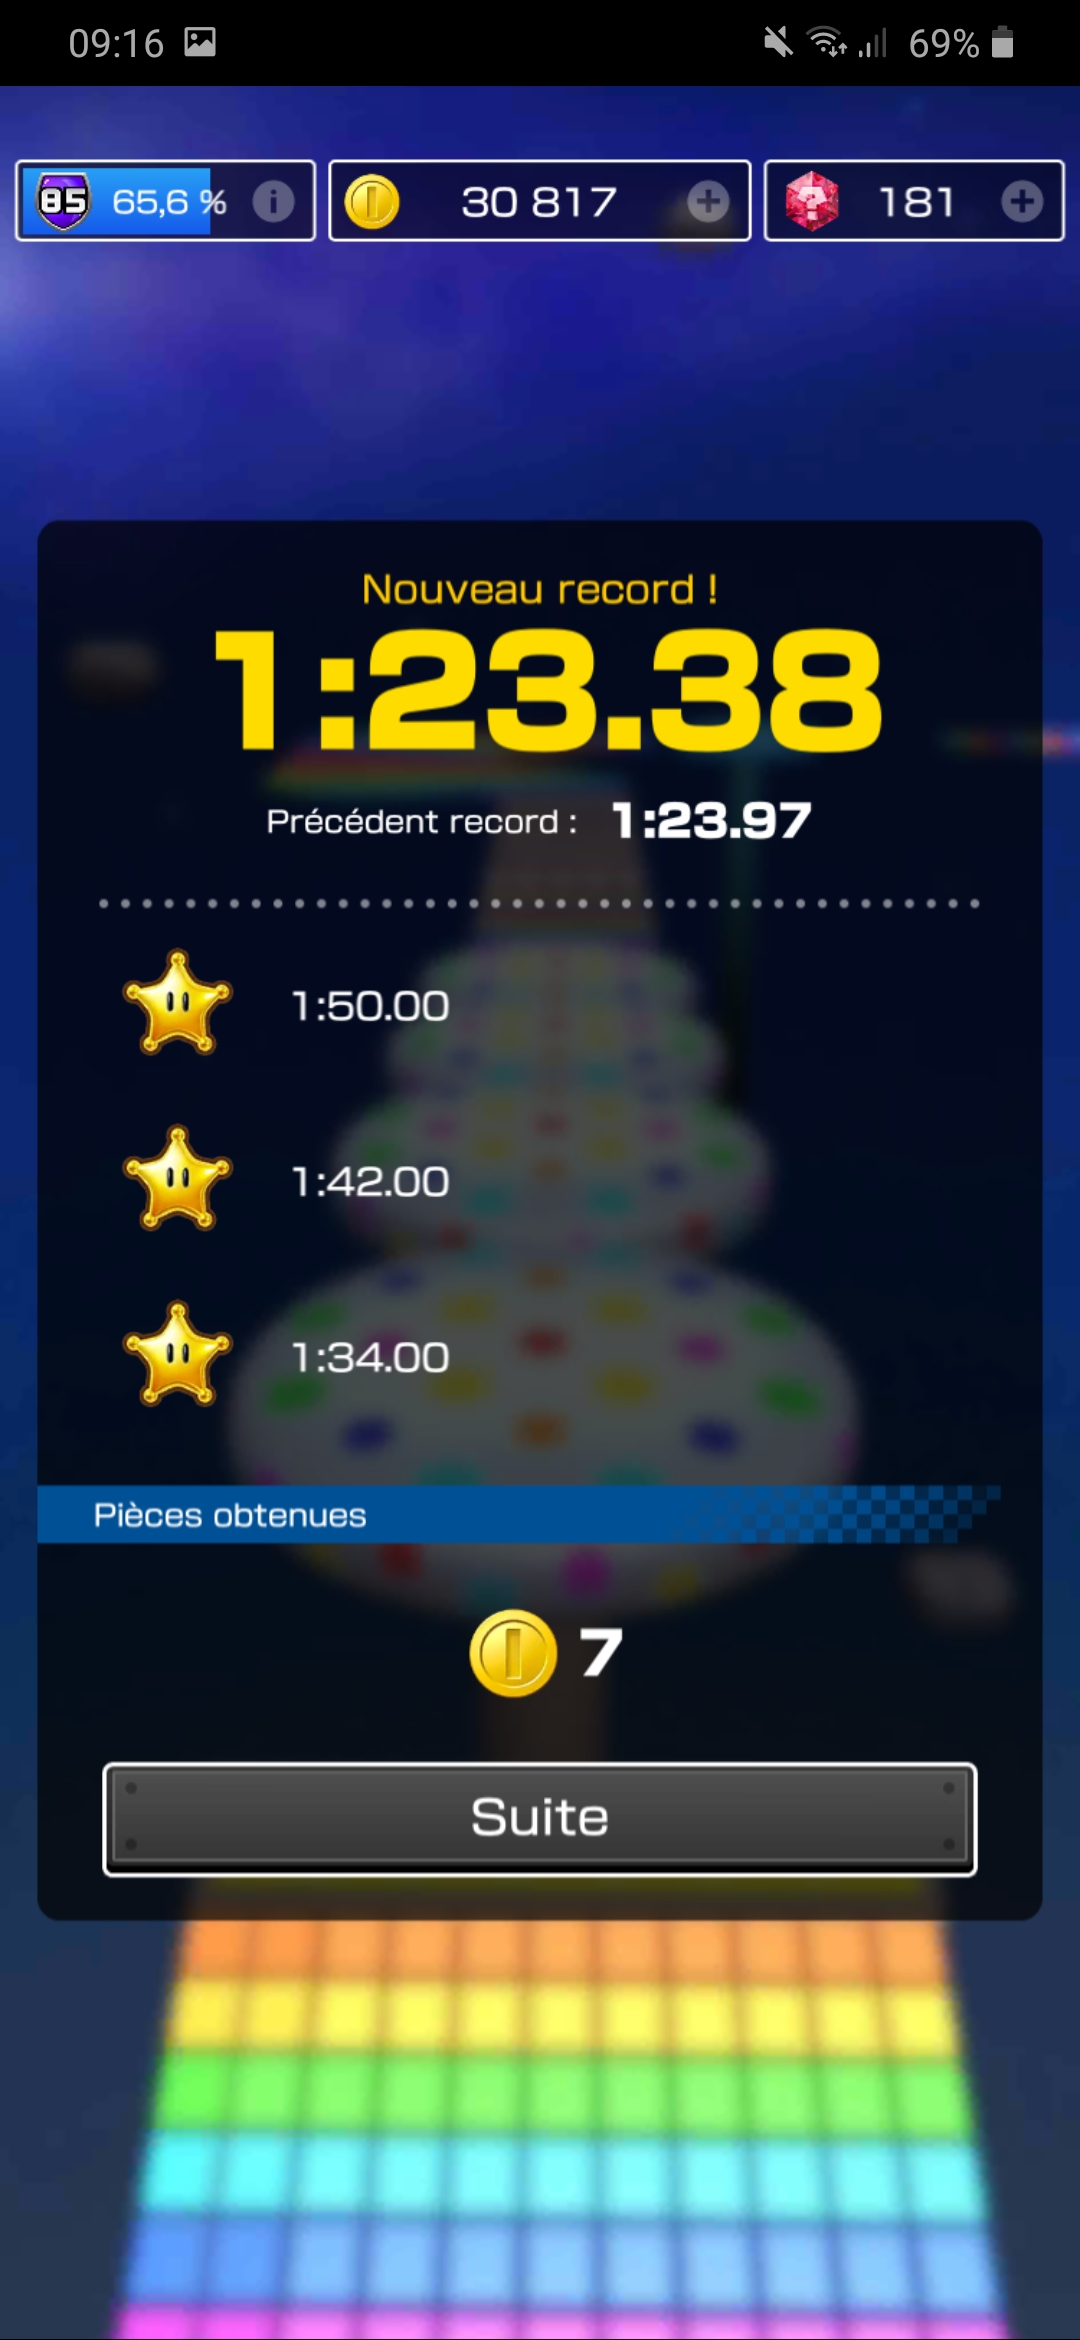 09:16 69%
85 65,6 % i 30 817 + ? 181 +
Nouveau record !
1:23.38
Précédent record : 1:23.97
1:50.00
1:42.00
1:34.00
Pièces obtenues
7
Suite